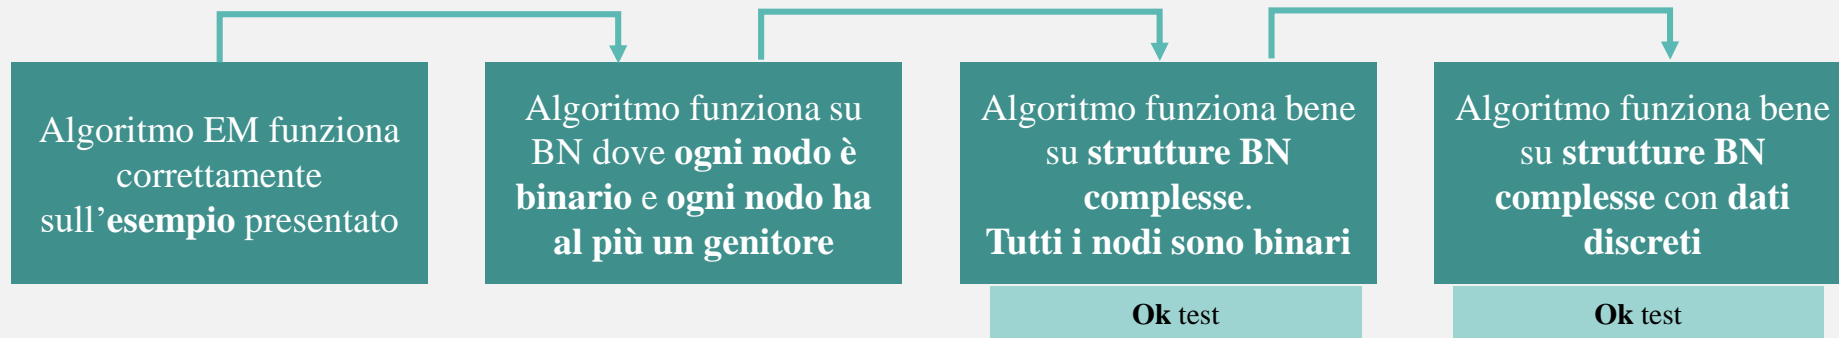 Algoritmo EM funziona
correttamente
sull’esempio presentato
Algoritmo funziona su
BN dove ogni nodo è
binario e ogni nodo ha
al più un genitore
Algoritmo funziona bene
su strutture BN
complesse.
Tutti i nodi sono binari
Ok test
Algoritmo funziona bene
su strutture BN
complesse con dati
discreti
Ok test